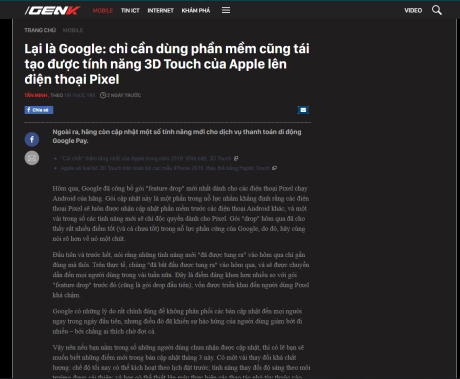 GENK MOBILE TIN ICT INTERNET KHÁM PHÁ VIDEO
TRANG CHỦ MOBILE
Lại là Google: chỉ cần dùng phần mềm cũng tái
tạo được tính năng 3D Touch của Apple lên
điện thoại Pixel
TẤN MINH, THEO TRÍ THỨC TRẺ 2 NGÀY TRƯỚC
Chia sẻ
Ngoài ra, hãng còn cập nhật một số tính năng mới cho dịch vụ thanh toán di động
Google Pay.
Hôm qua, Google đã công bố gói "feature drop" mới nhất dành cho các điện thoại Pixel chạy
Android của hãng. Gói cập nhật này là một phần trong nỗ lực nhằm khẳng định rằng các điện
thoại Pixel sẽ luôn được nhận cập nhật phần mềm trước các điện thoại Android khác, và một
vài trong số các tính năng mới sẽ chỉ độc quyền dành cho Pixel. Gói "drop" hôm qua đã cho
thấy rất nhiều điểm tốt (và cả chưa tốt) trong nỗ lực phần cứng của Google, do đó, hãy cùng
nói rõ hơn về nó một chút.
Đầu tiên và trước hết, nói rằng những tính năng mới "đã được tung ra" vào hôm qua chỉ gần
đúng mà thôi. Trên thực tế, chúng "đã bắt đầu được tung ra" vào hôm qua, và sẽ được chuyển
dần đến mọi người dùng trong vài tuần nữa. Đây là điểm đáng khen hơn nhiều so với gói
"feature drop" trước đó (cũng là gói drop đầu tiên), vốn được triển khai đến người dùng Pixel
khá chậm.
Google có những lý do rất chính đáng để không phân phối các bản cập nhật đến mọi người
ngay trong ngày đầu tiên, nhưng điều đó đã khiến sự hào hứng của người dùng giảm bớt đi
nhiều – bởi chẳng ai thích chờ đợi cả.
Vậy nên nếu bạn nằm trong số những người dùng chưa nhận được cập nhật, thì có lẽ bạn sẽ
muốn biết những điểm mới trong bản cập nhật tháng 3 này. Có một vài thay đổi khá chất
lượng: chế độ tối nay có thể kích hoạt theo lịch đặt trước; tính năng thay đổi độ sáng theo môi